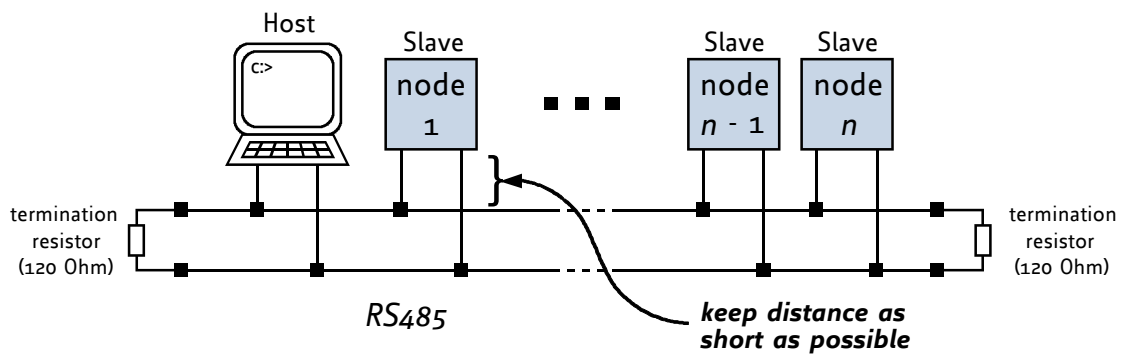 Host
C:>
Slave
node
1
Slave
node
n - 1
Slave
node
n
termination
resistor
(120 Ohm)
termination
resistor
(120 Ohm)
RS485
keep distance as
short as possible